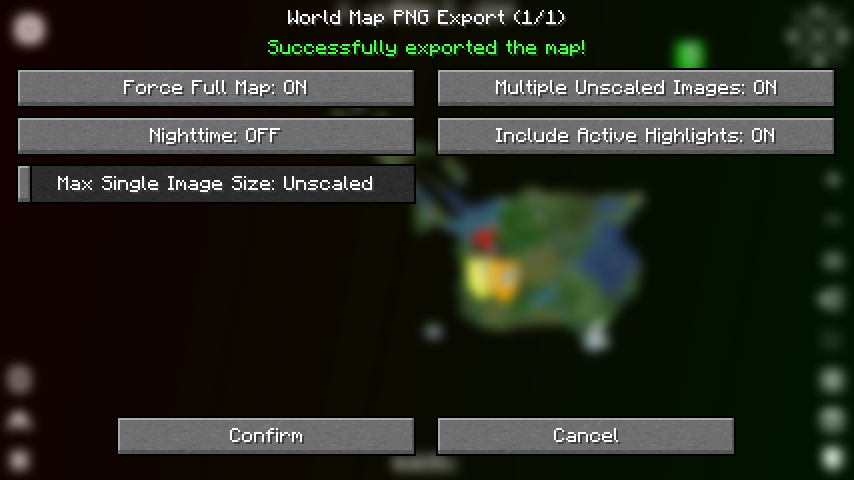 World Map PNG Export (1/1)
Successfully exported the map!
Force Full Map: ON
Multiple Unscaled Images: ON
Nighttime: OFF
Include Active Highlights: ON
Max Single Image Size: Unscaled
Confirm
Cancel